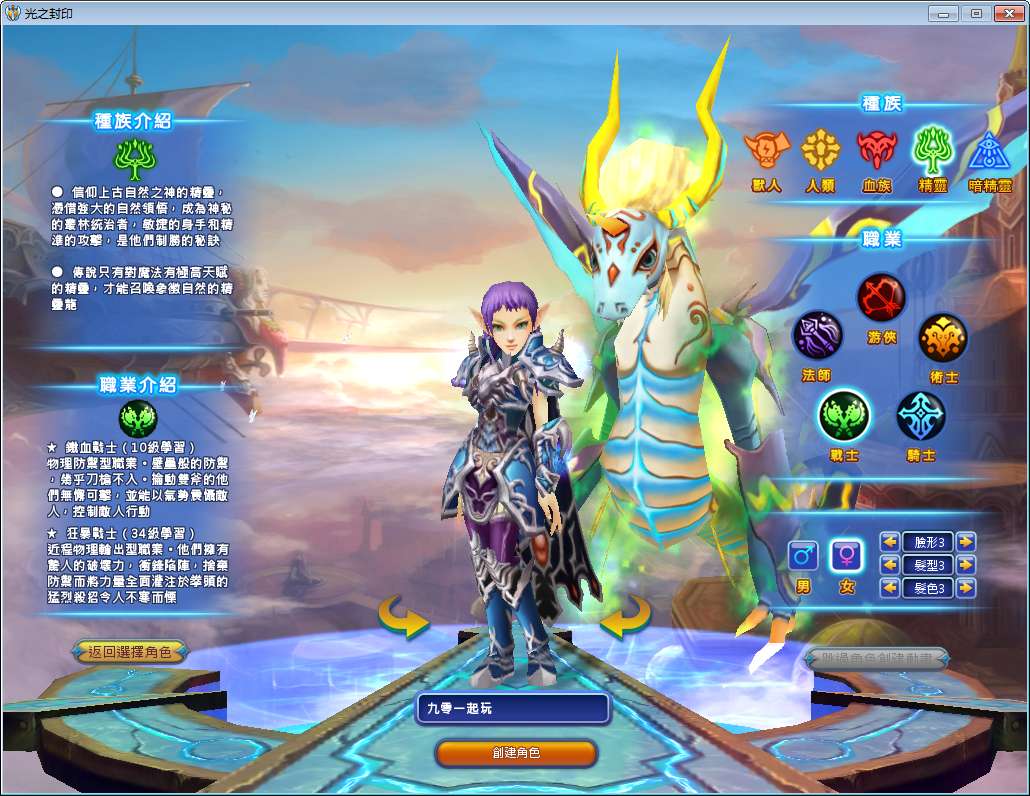 光之封印
種族介紹
● 信仰上古自然之神的精靈，
憑借強大的自然領悟，成為神秘
的叢林統治者，敏捷的身手和精
準的攻擊，是他們制勝的秘訣
● 傳說只有對魔法有極高天賦
的精靈，才能召喚象徵自然的精
靈龍
職業介紹
★ 鐵血戰士（10級學習）
物理防禦型職業。壁壘般的防禦
，幾乎刀槍不入。掄動雙斧的他
們無懈可擊，並能以氣勢震懾敵
人，控制敵人行動
★ 狂暴戰士（34級學習）
近程物理輸出型職業。他們擁有
驚人的破壞力，衝鋒陷陣，捨棄
防禦而將力量全面灌注於拳頭的
猛烈殺招令人不寒而慄
返回選擇角色
種族
獸人 人類 血族 精靈 暗精靈
職業
游俠
法師 術士
戰士 騎士
臉形3
髮型3
髮色3
男 女
跳過角色創建動畫
九零一起玩
創建角色